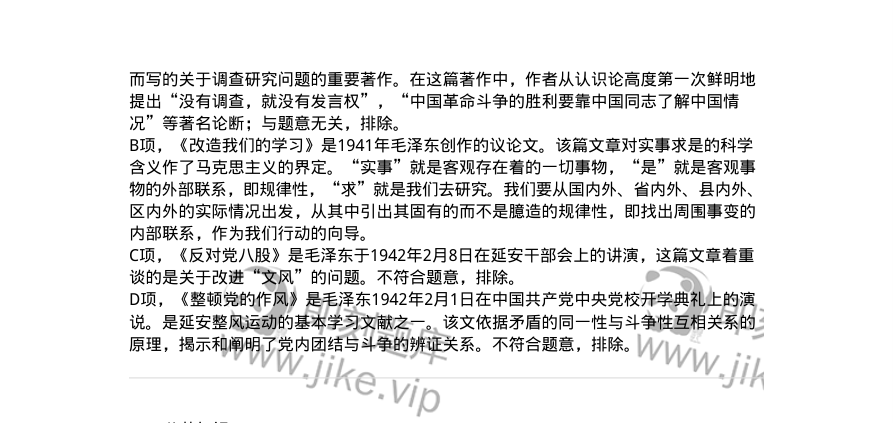 而写的关于调查研究问题的重要著作。在这篇著作中，作者从认识论高度第一次鲜明地
提出“没有调查，就没有发言权”，“中国革命斗争的胜利要靠中国同志了解中国情
况”等著名论断；与题意无关，排除。
B项，《改造我们的学习》是1941年毛泽东创作的议论文。该篇文章对实事求是的科学
含义作了马克思主义的界定。“实事”就是客观存在着的一切事物，“是”就是客观事
物的外部联系，即规律性，“求”就是我们去研究。我们要从国内外、省内外、县内外、
区内外的实际情况出发，从其中引出其固有的而不是臆造的规律性，即找出周围事变的
内部联系，作为我们行动的向导。
C项，《反对党八股》是毛泽东于1942年2月8日在延安干部会上的讲演，这篇文章着重
谈的是关于改进“文风”的问题。不符合题意，排除。
D项，《整顿党的作风》是毛泽东1942年2月1日在中国共产党中央党校开学典礼上的演
说。是延安整风运动的基本学习文献之一。该文依据矛盾的同一性与斗争性互相关系的
原理，揭示和阐明了党内团结与斗争的辨证关系。不符合题意，排除。
即刻题库
www.jike.vip
即刻
www.jik